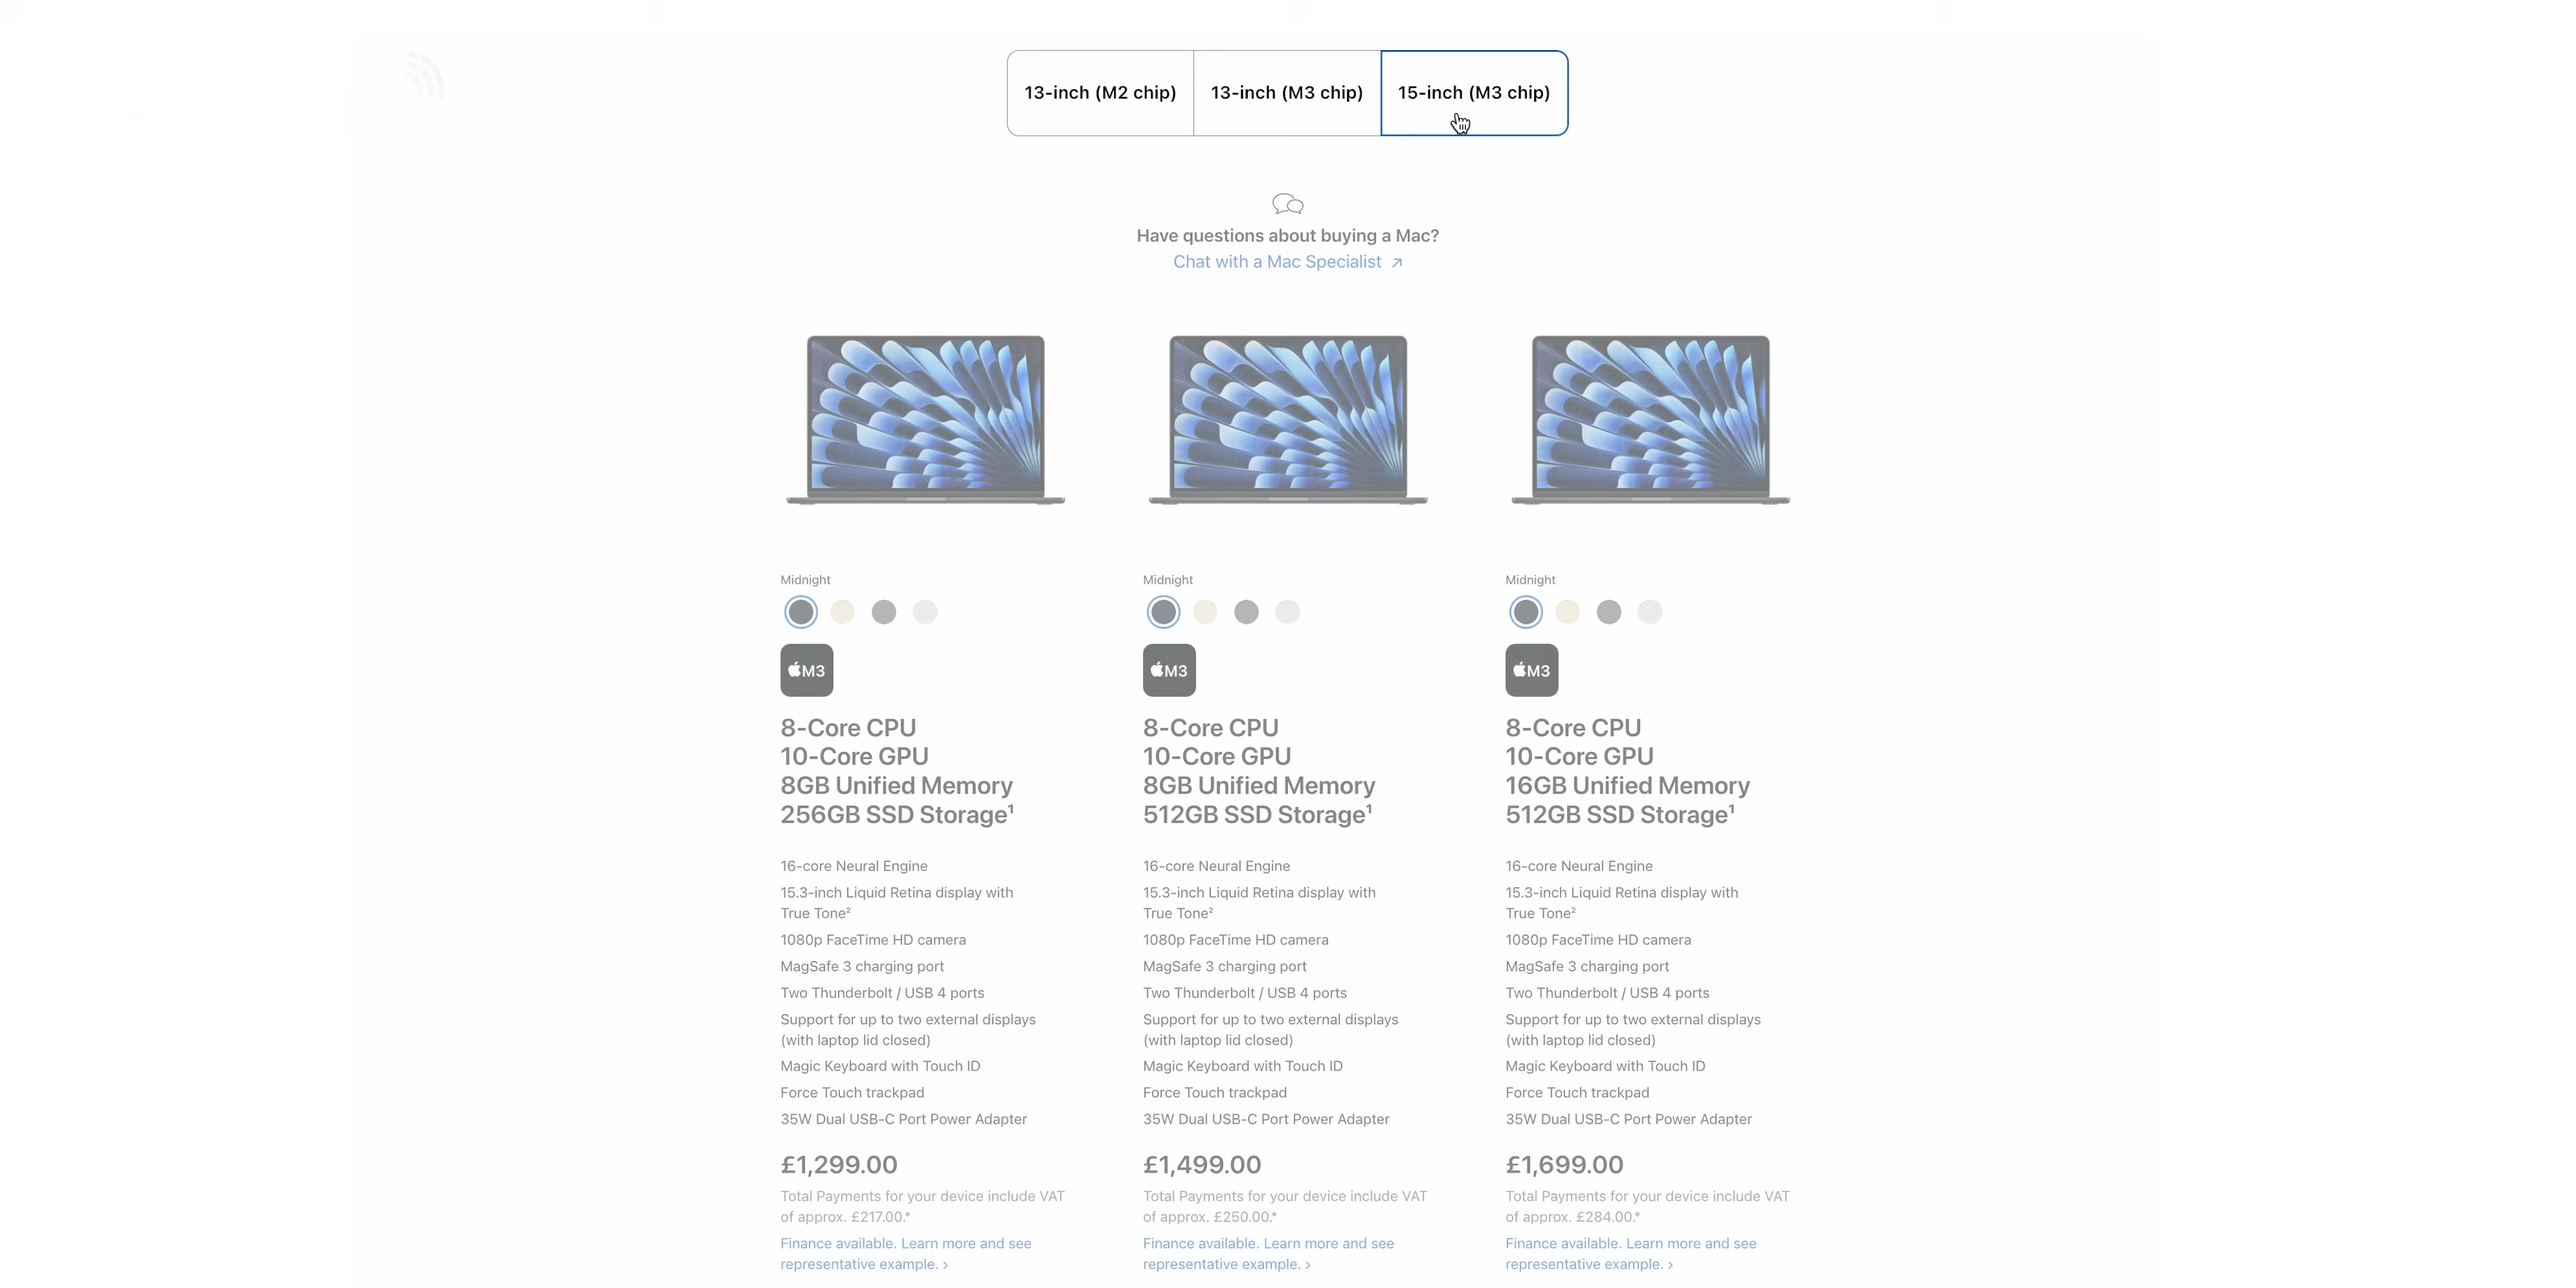 13-inch (M2 chip) 13-inch (M3 chip) 15-inch (M3 chip)
Have questions about buying a Mac?
Chat with a Mac Specialist ↗
Midnight
M3
8-Core CPU
10-Core GPU
8GB Unified Memory
256GB SSD Storage¹
16-core Neural Engine
15.3-inch Liquid Retina display with
True Tone²
1080p FaceTime HD camera
MagSafe 3 charging port
Two Thunderbolt / USB 4 ports
Support for up to two external displays
(with laptop lid closed)
Magic Keyboard with Touch ID
Force Touch trackpad
35W Dual USB-C Port Power Adapter
£1,299.00
Total Payments for your device include VAT
of approx. £217.00.*
Finance available. Learn more and see
representative example. ›
Midnight
M3
8-Core CPU
10-Core GPU
8GB Unified Memory
512GB SSD Storage¹
16-core Neural Engine
15.3-inch Liquid Retina display with
True Tone²
1080p FaceTime HD camera
MagSafe 3 charging port
Two Thunderbolt / USB 4 ports
Support for up to two external displays
(with laptop lid closed)
Magic Keyboard with Touch ID
Force Touch trackpad
35W Dual USB-C Port Power Adapter
£1,499.00
Total Payments for your device include VAT
of approx. £250.00.*
Finance available. Learn more and see
representative example. ›
Midnight
M3
8-Core CPU
10-Core GPU
16GB Unified Memory
512GB SSD Storage¹
16-core Neural Engine
15.3-inch Liquid Retina display with
True Tone²
1080p FaceTime HD camera
MagSafe 3 charging port
Two Thunderbolt / USB 4 ports
Support for up to two external displays
(with laptop lid closed)
Magic Keyboard with Touch ID
Force Touch trackpad
35W Dual USB-C Port Power Adapter
£1,699.00
Total Payments for your device include VAT
of approx. £284.00.*
Finance available. Learn more and see
representative example. ›